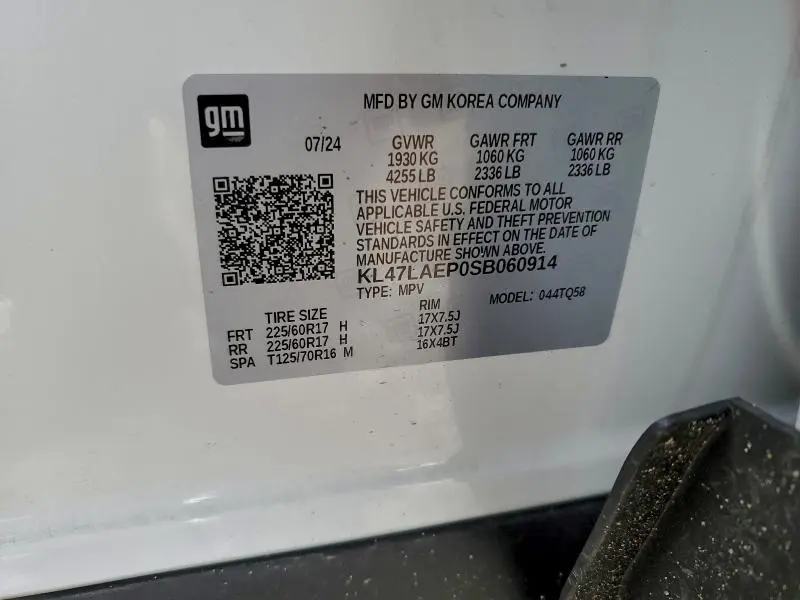 gm
MFD BY GM KOREA COMPANY
07/24 GVWR GAWR FRT GAWR RR
1930 KG 1060 KG 1060 KG
4255 LB 2336 LB 2336 LB
THIS VEHICLE CONFORMS TO ALL
APPLICABLE U.S. FEDERAL MOTOR
VEHICLE SAFETY AND THEFT PREVENTION
STANDARDS IN EFFECT ON THE DATE OF
MANUFACTURE SHOWN ABOVE.
KL47LAEP0SB060914
TYPE: MPV MODEL: 044TQ58
TIRE SIZE RIM
FRT 225/60R17 H 17X7.5J
RR 225/60R17 H 17X7.5J
SPA T125/70R16 M 16X4BT